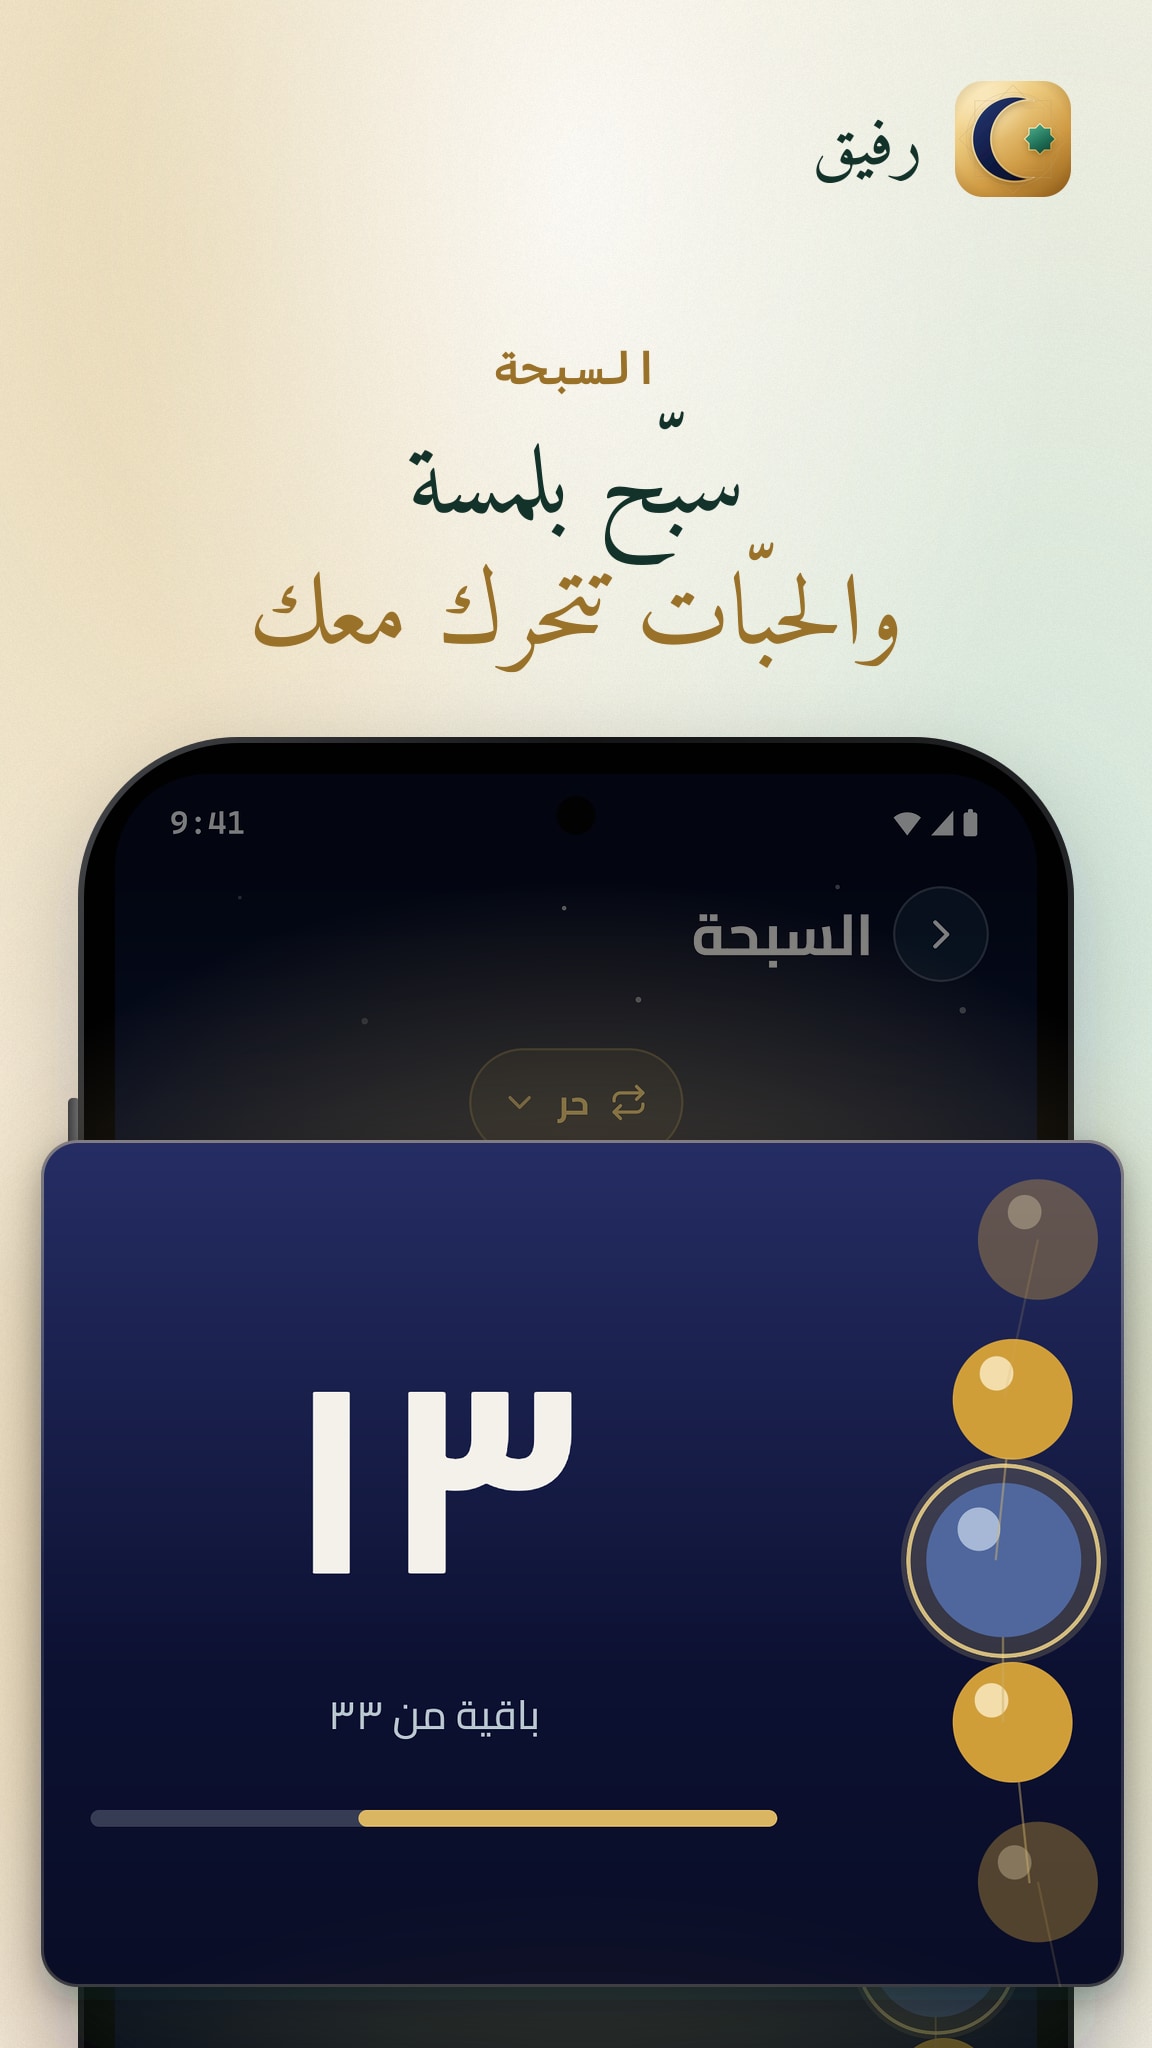 رفيق
السبحة
سبّح بلمسة
والحبّات تتحرك معك
9:41
السبحة
حر
١٣
باقية من ٣٣